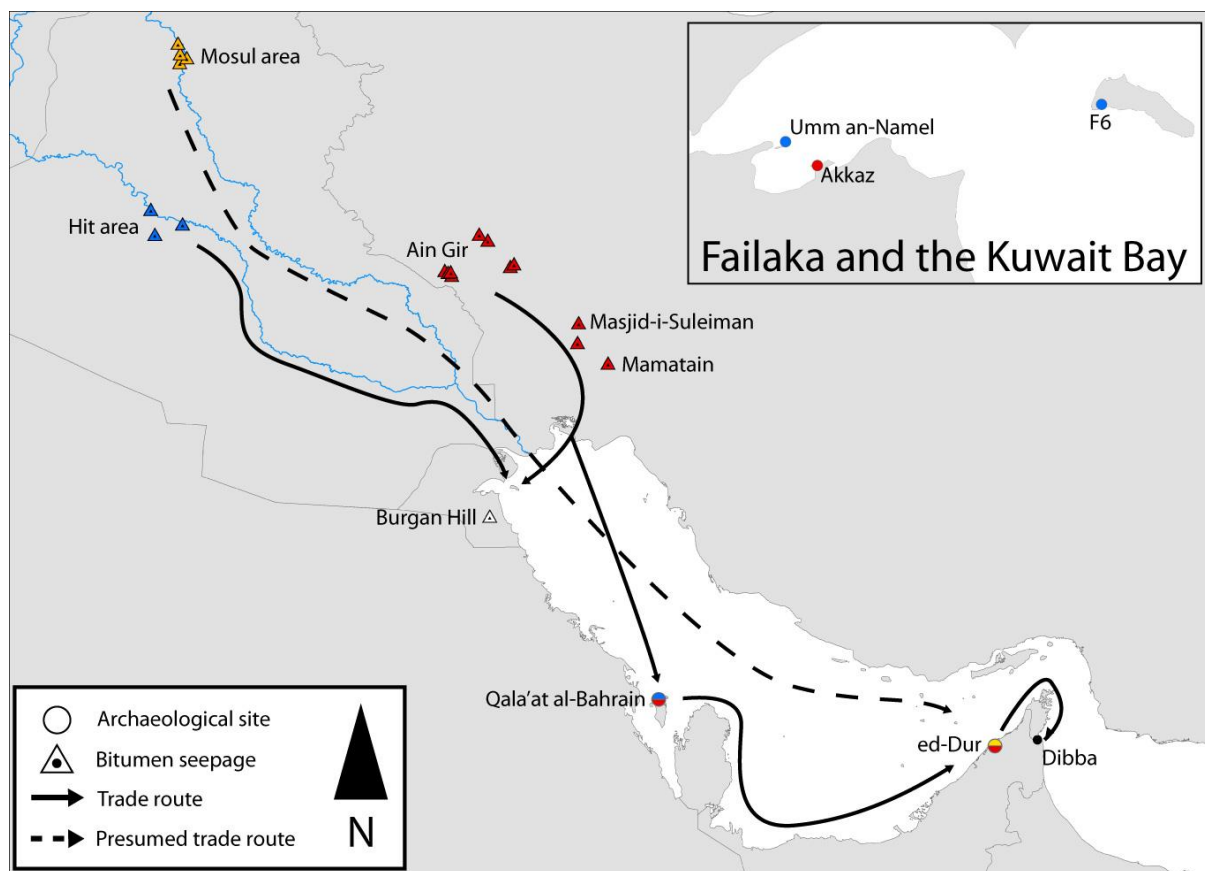 Mosul area
Umm an-Namel
F6
Akkaz
Failaka and the Kuwait Bay
Hit area
Ain Gir
Masjid-i-Suleiman
Mamatain
Burgan Hill
Qala'at al-Bahrain
ed-Dur
Dibba
Archaeological site
Bitumen seepage
Trade route
Presumed trade route
N